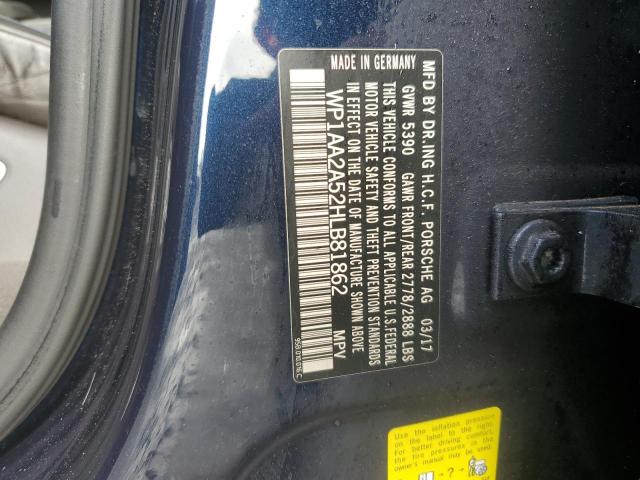 MFD BY DR.ING H.C.F. PORSCHE AG 03/17
GVWR 5390 GAWR FRONT/REAR 2778/2888 LBS
THIS VEHICLE CONFORMS TO ALL APPLICABLE U.S.FEDERAL
MOTOR VEHICLE SAFETY AND THEFT PREVENTION STANDARDS
IN EFFECT ON THE DATE OF MANUFACTURE SHOWN ABOVE
WP1AA2A52HLB81862 MPV
MADE IN GERMANY
95B.010.016.C
Use the inflation pressure
on the label to the right.
For better driving comfort,
the tire pressures in the
owner's manual may be used.
?